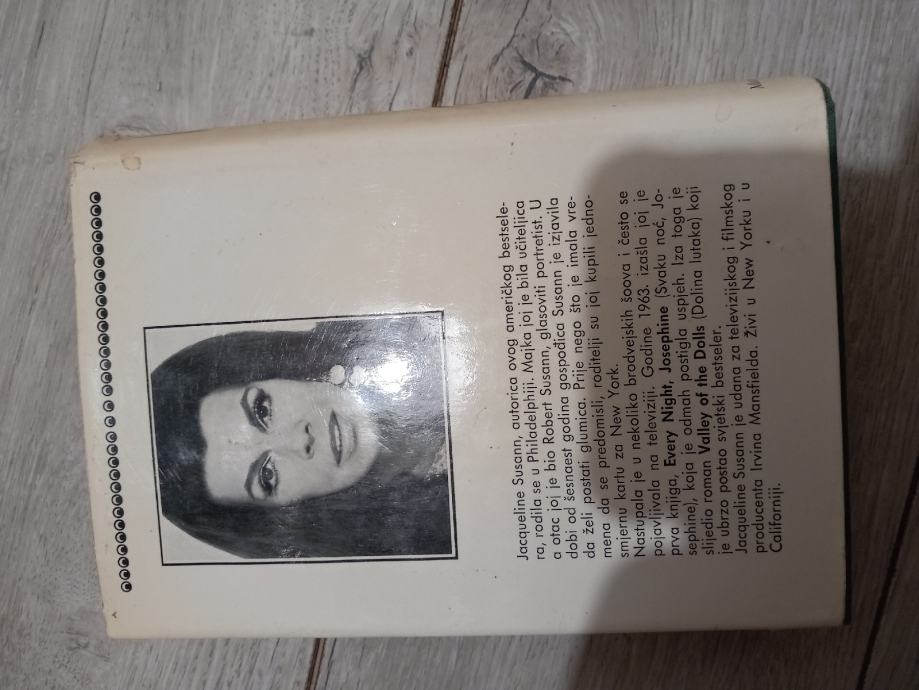 Jacqueline Susann, autorica ovog američkog bestsele-
ra, rodila se u Philadelphiji. Majka joj je bila učiteljica
a otac joj je bio Robert Susann, glasoviti portretist. U
dobi od šesnaest godina gospođica Susann je izjavila
da želi postati glumica. Prije nego što je imala vre-
mena da se predomisli, roditelji su joj kupili jedno-
smjernu kartu za New York.
Nastupala je u nekoliko brodvejskih šoova i često se
pojavljivala na televiziji. Godine 1963. izašla joj je
prva knjiga, Every Night, Josephine (Svaku noć, Jo-
sephine), koja je odmah postigla uspjeh. Iza toga je
slijedio roman Valley of the Dolls (Dolina lutaka) koji
je ubrzo postao svjetski bestseler.
Jacqueline Susann je udana za televizijskog i filmskog
producenta Irvina Mansfielda. Živi u New Yorku i u
Californiji.